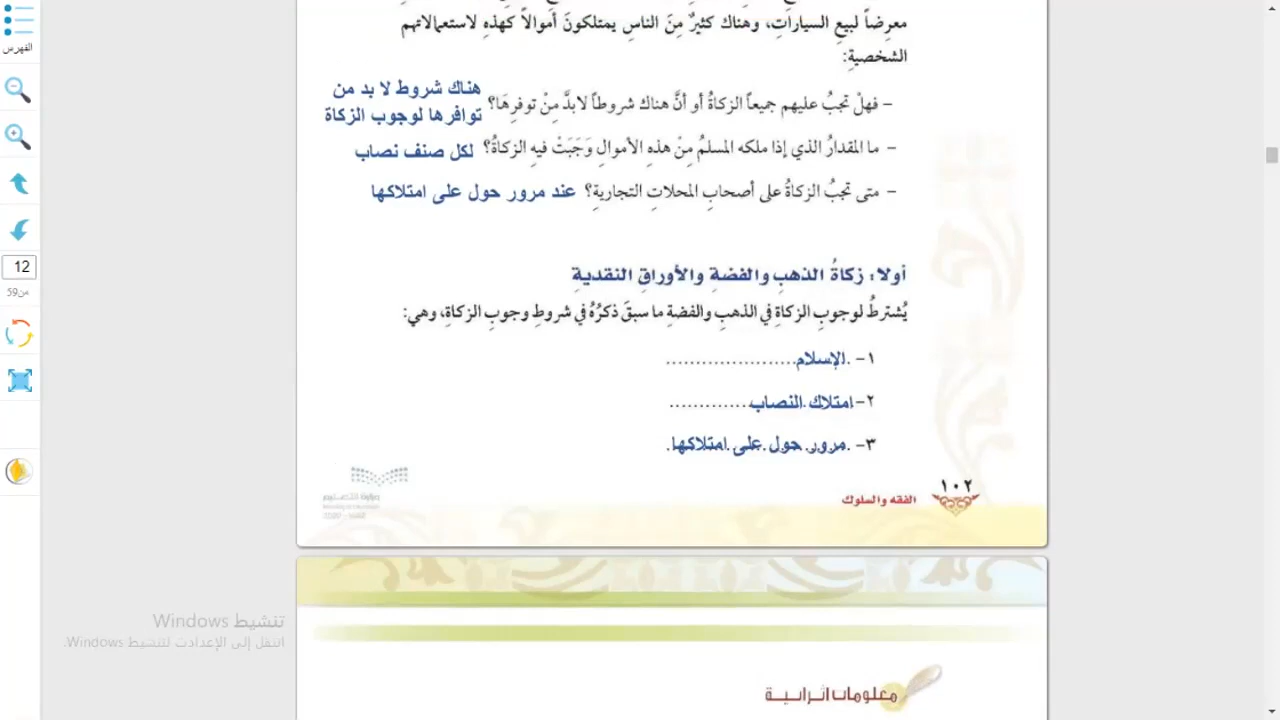 معرضاً لبيعِ السياراتِ، وهناك كثيرٌ مِنَ الناسِ يمتلكونَ أموالاً كهذهِ لاستعمالاتهم
الشخصيةِ:
- فهلْ تجبُ عليهم جميعاً الزكاةُ أو أنَّ هناك شروطاً لابدَّ مِنْ توفرِهَا؟ هناك شروط لا بد من
توافرها لوجوب الزكاة
- ما المقدارُ الذي إذا ملكه المسلمُ مِنْ هذهِ الأموالِ وَجَبَتْ فيهِ الزكاةُ؟ لكل صنف نصاب
- متى تجبُ الزكاةُ على أصحابِ المحلاتِ التجاريةِ؟ عند مرور حول على امتلاكها
أولا: زكاةُ الذهبِ والفضةِ والأوراقِ النقديةِ
يُشترطُ لوجوبِ الزكاةِ في الذهبِ والفضةِ ما سبقَ ذكرُهُ في شروطِ وجوبِ الزكاةِ، وهي:
١- الإسلام.....................
٢- امتلاك النصاب.............
٣- مرور حول على امتلاكها.
١٠٢
الفقه والسلوك
وزارة التعليم
معلومات اثرائية
الفهرس
12
من59
تنشيط Windows
انتقل إلى الإعدادات لتنشيط Windows.